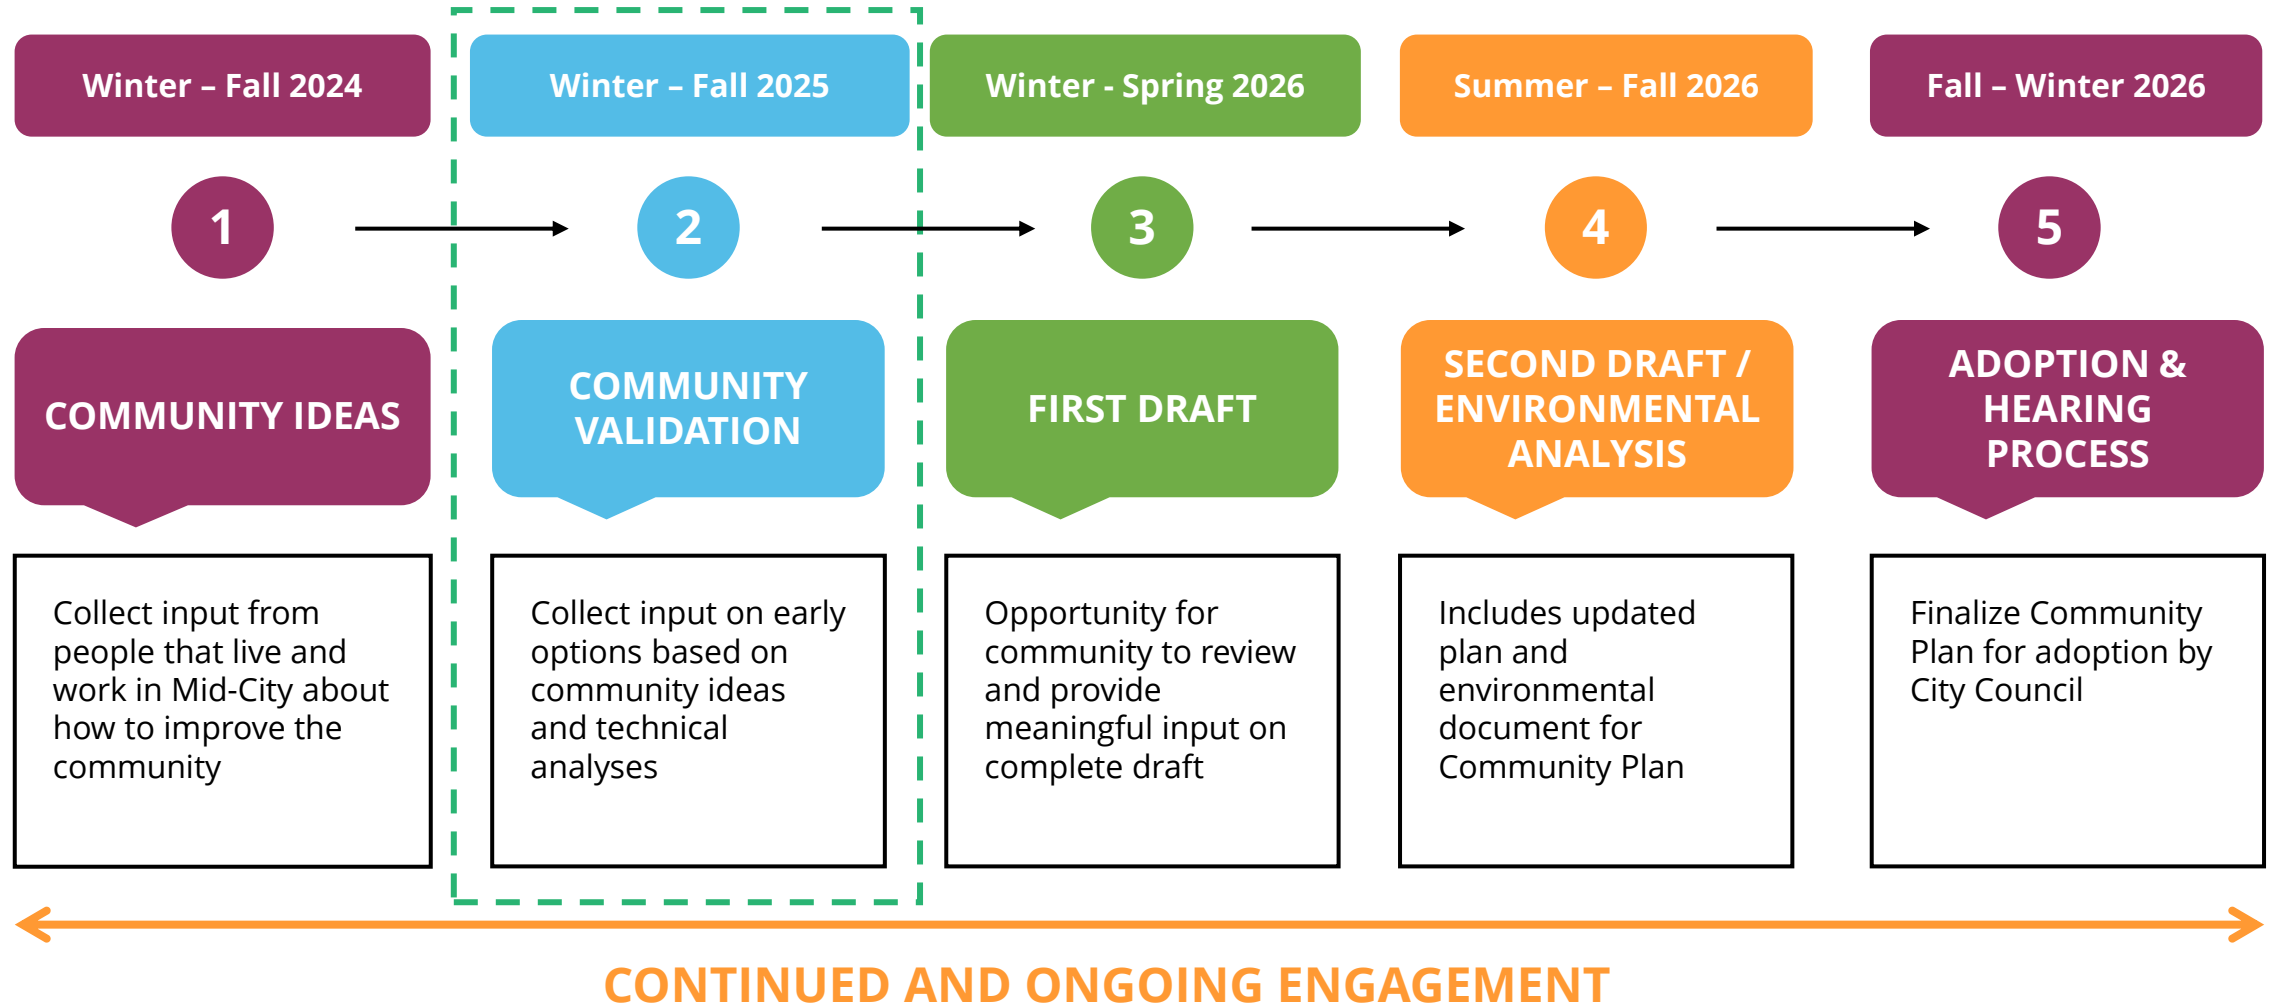 Winter – Fall 2024
Winter – Fall 2025
Winter - Spring 2026
Summer – Fall 2026
Fall – Winter 2026
1
2
3
4
5
COMMUNITY IDEAS
COMMUNITY
VALIDATION
FIRST DRAFT
SECOND DRAFT /
ENVIRONMENTAL
ANALYSIS
ADOPTION &
HEARING
PROCESS
Collect input from
people that live and
work in Mid-City about
how to improve the
community
Collect input on early
options based on
community ideas
and technical
analyses
Opportunity for
community to review
and provide
meaningful input on
complete draft
Includes updated
plan and
environmental
document for
Community Plan
Finalize Community
Plan for adoption by
City Council
CONTINUED AND ONGOING ENGAGEMENT